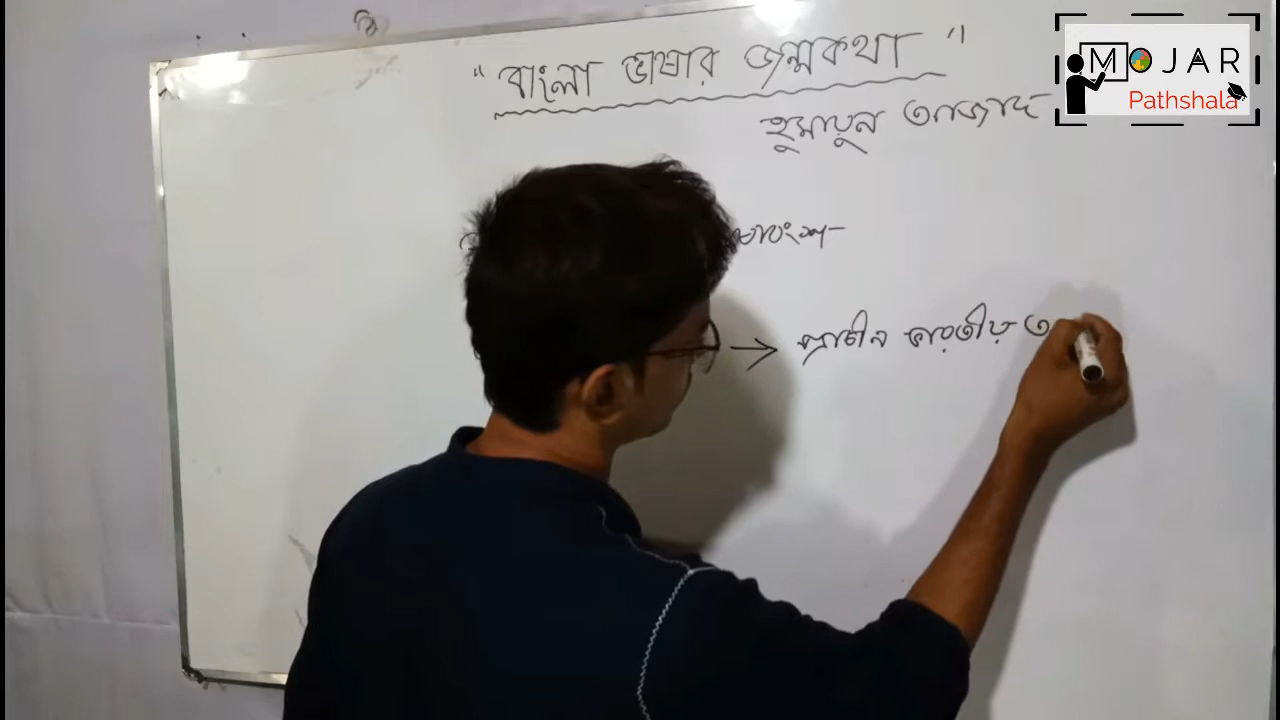 "বাংলা ভাষার জন্মকথা"
হুমায়ুন আজাদ
MOJAR
Pathshala
→ প্রাচীন ভারতীয় আ